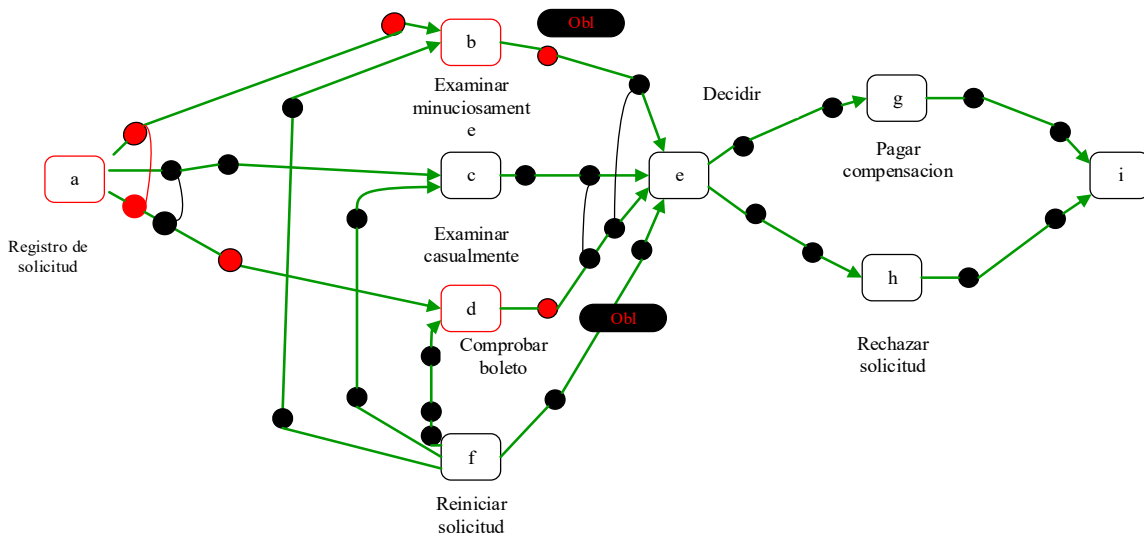 Obl
b
Examinar
minuciosament
e
Decidir
g
Pagar
compensacion
a
Registro de
solicitud
c
Examinar
casualmente
e
i
d
Comprobar
boleto
Obl
h
Rechazar
solicitud
f
Reiniciar
solicitud